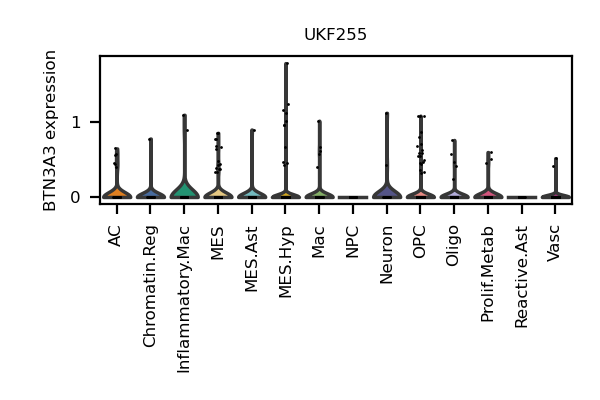 UKF255
BTN3A3 expression
1
0
AC
Chromatin.Reg
Inflammatory.Mac
MES
MES.Ast
MES.Hyp
Mac
NPC
Neuron
OPC
Oligo
Prolif.Metab
Reactive.Ast
Vasc